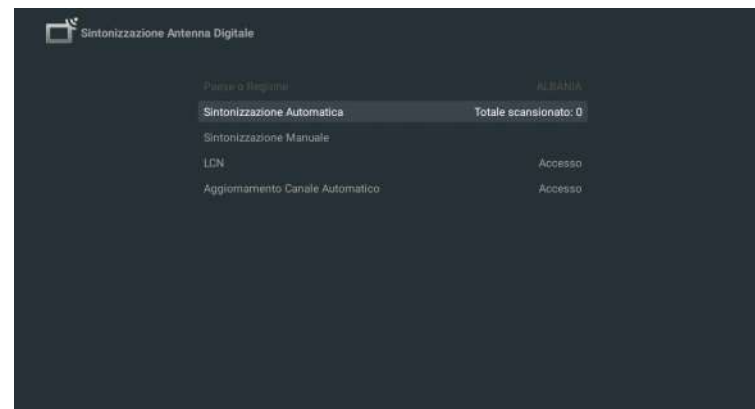 Sintonizzazione Antenna Digitale
Paese o Regione ALBANIA
Sintonizzazione Automatica Totale scansionato: 0
Sintonizzazione Manuale
LCN Accesso
Aggiornamento Canale Automatico Accesso